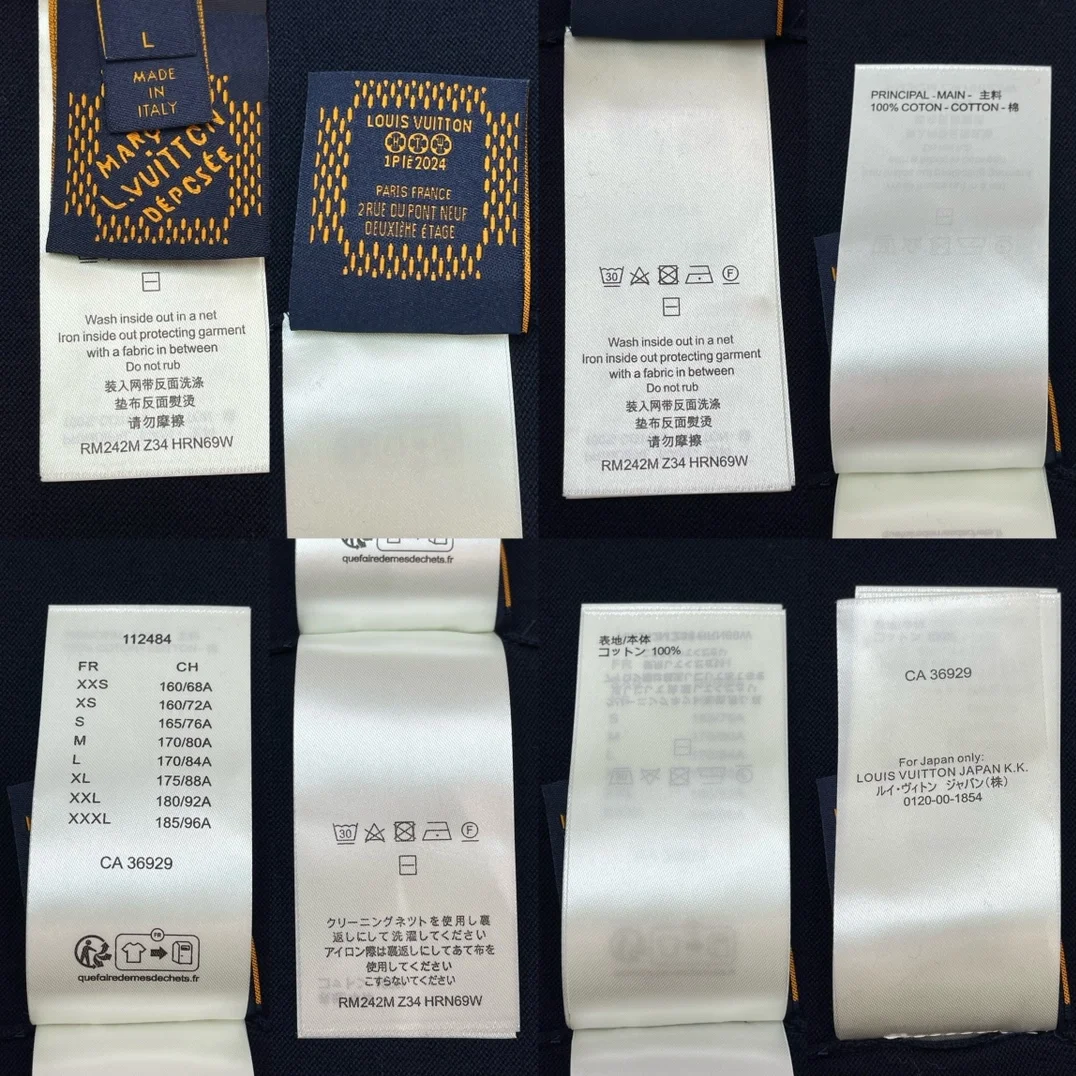 L
MADE
IN
ITALY
MARQ
L.VUITTON
DEPOSÉE
Wash inside out in a net
Iron inside out protecting garment
with a fabric in between
Do not rub
装入网带反面洗涤
垫布反面熨烫
请勿摩擦
RM242M Z34 HRN69W
LOUIS VUITTON
1PIÈ2024
PARIS FRANCE
2 RUE DU PONT NEUF
DEUXIÈME ÉTAGE
30 F
Wash inside out in a net
Iron inside out protecting garment
with a fabric in between
Do not rub
装入网带反面洗涤
垫布反面熨烫
请勿摩擦
RM242M Z34 HRN69W
PRINCIPAL - MAIN - 主料
100% COTON - COTTON - 棉
112484
FR CH
XXS 160/68A
XS 160/72A
S 165/76A
M 170/80A
L 170/84A
XL 175/88A
XXL 180/92A
XXXL 185/96A
CA 36929
FR
quefairedemesdechets.fr
quefairedemesdechets.fr
30 F
クリーニングネツトを使用し裏
返しにして洗濯してください
アイロン際は裏返しにしてあて布を
使用してください
こすらないてください
RM242M Z34 HRN69W
表地/本体
コットン 100%
CA 36929
For Japan only:
LOUIS VUITTON JAPAN K.K.
ルイ・ヴィトン ジャパン(株)
0120-00-1854